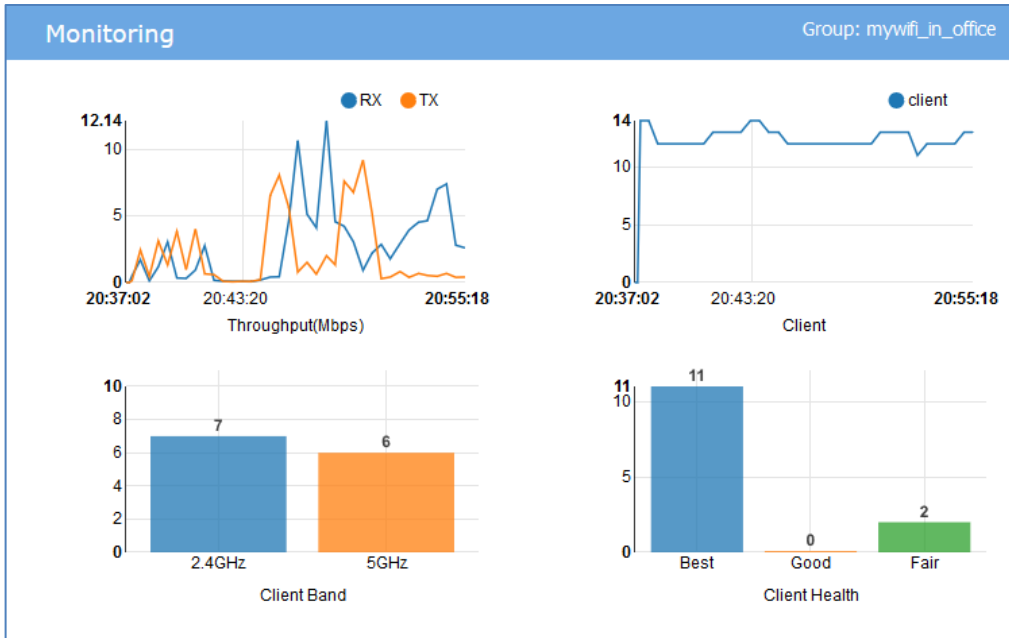 Monitoring
Group: mywifi_in_office
RX TX
12.14
10
5
0
20:37:02 20:43:20 20:55:18
Throughput(Mbps)
client
14
10
5
0
20:37:02 20:43:20 20:55:18
Client
10
8
6
4
2
0
7
6
2.4GHz 5GHz
Client Band
11
10
5
0
11
0
2
Best Good Fair
Client Health